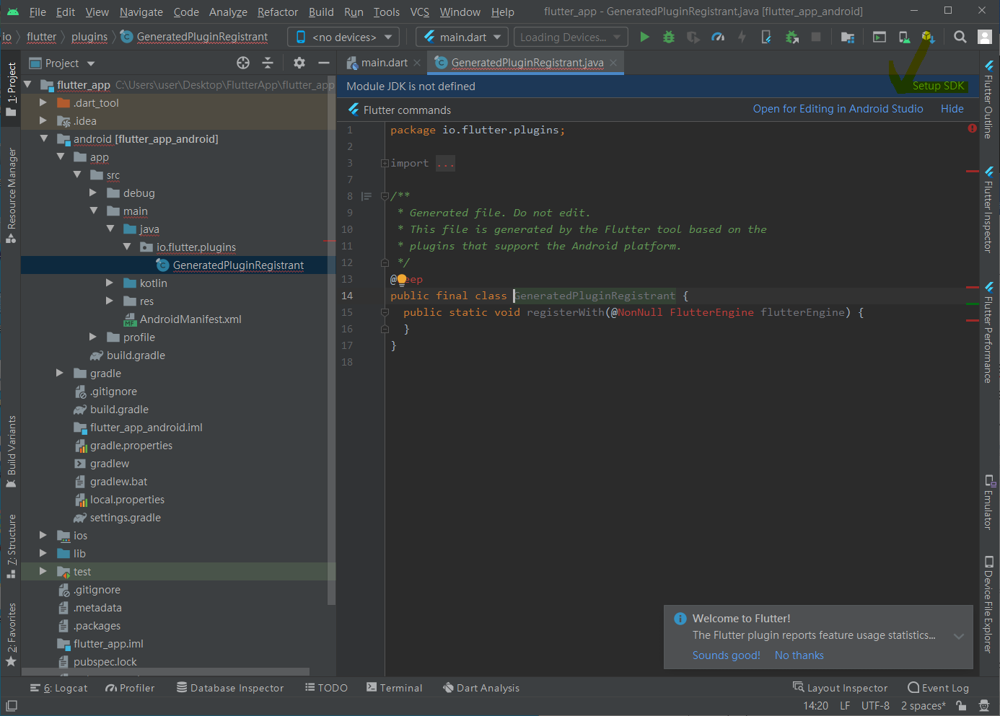 File Edit View Navigate Code Analyze Refactor Build Run Tools VCS Window Help flutter_app - GeneratedPluginRegistrant.java [flutter_app_android]
io flutter plugins GeneratedPluginRegistrant <no devices> main.dart Loading Devices...
Project
main.dart GeneratedPluginRegistrant.java
Module JDK is not defined Setup SDK
Flutter commands Open for Editing in Android Studio Hide
flutter_app C:\Users\user\Desktop\FlutterApp\flutter_app
.dart_tool
.idea
android [flutter_app_android]
app
src
debug
main
java
io.flutter.plugins
GeneratedPluginRegistrant
kotlin
res
AndroidManifest.xml
profile
build.gradle
gradle
.gitignore
build.gradle
flutter_app_android.iml
gradle.properties
gradlew
gradlew.bat
local.properties
settings.gradle
ios
lib
test
.gitignore
.metadata
.packages
flutter_app.iml
pubspec.lock
1 package io.flutter.plugins;
2
3 import ...
7
8 /**
9 * Generated file. Do not edit.
10 * This file is generated by the Flutter tool based on the
11 * plugins that support the Android platform.
12 */
13 @eep
14 public final class GeneratedPluginRegistrant {
15 public static void registerWith(@NonNull FlutterEngine flutterEngine) {
16 }
17 }
18
1: Project
Resource Manager
Build Variants
7: Structure
2: Favorites
Flutter Outline
Flutter Inspector
Flutter Performance
Emulator
Device File Explorer
Welcome to Flutter!
The Flutter plugin reports feature usage statistics...
Sounds good! No thanks
6: Logcat Profiler Database Inspector TODO Terminal Dart Analysis Layout Inspector Event Log
14:20 LF UTF-8 2 spaces*